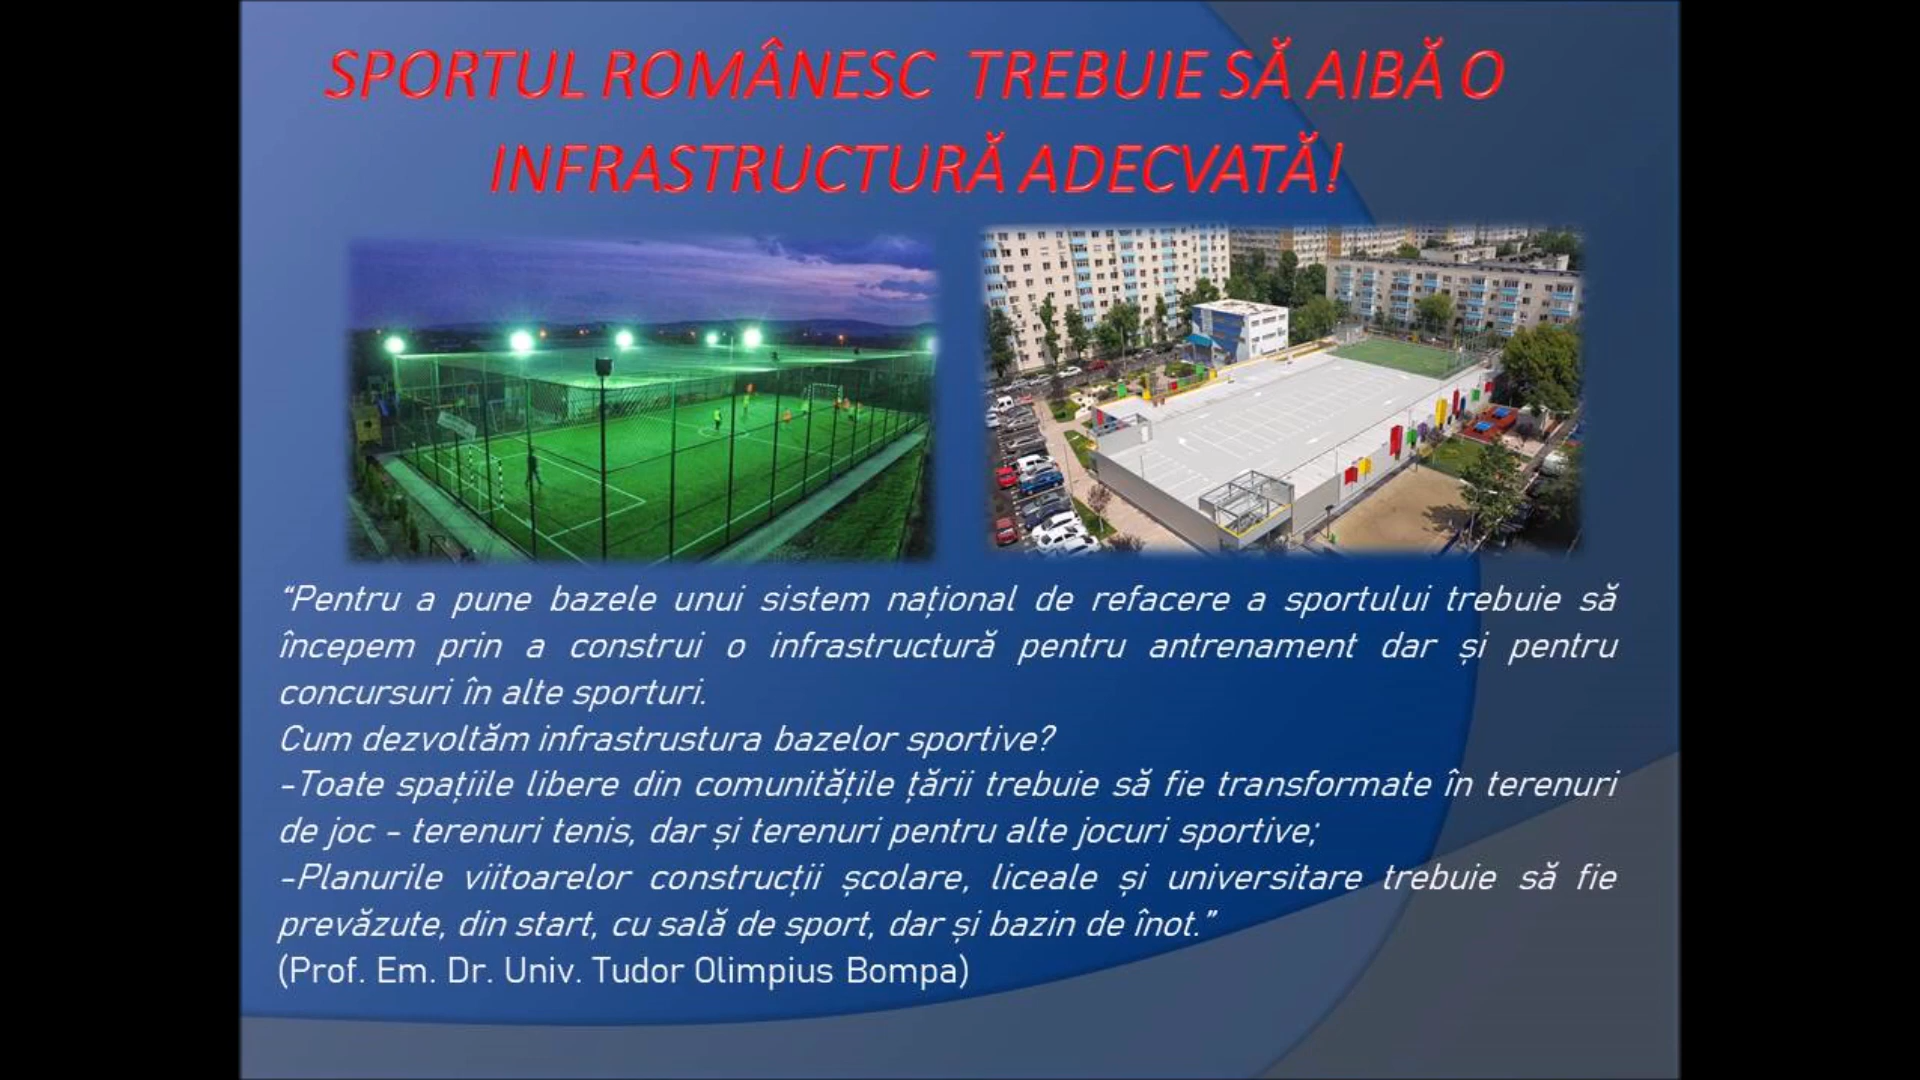 SPORTUL ROMÂNESC TREBUIE SĂ AIBĂ O
INFRASTRUCTURĂ ADECVATĂ!
“Pentru a pune bazele unui sistem național de refacere a sportului trebuie să
începem prin a construi o infrastructură pentru antrenament dar și pentru
concursuri în alte sporturi.
Cum dezvoltăm infrastrustura bazelor sportive?
-Toate spațiile libere din comunitățile țării trebuie să fie transformate în terenuri
de joc - terenuri tenis, dar și terenuri pentru alte jocuri sportive;
-Planurile viitoarelor construcții școlare, liceale și universitare trebuie să fie
prevăzute, din start, cu sală de sport, dar și bazin de înot.”
(Prof. Em. Dr. Univ. Tudor Olimpius Bompa)